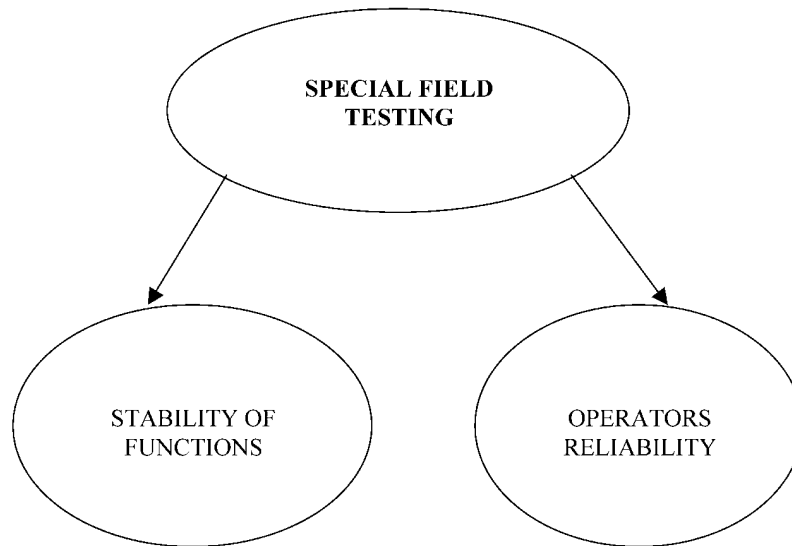 SPECIAL FIELD
TESTING
STABILITY OF
FUNCTIONS
OPERATORS
RELIABILITY